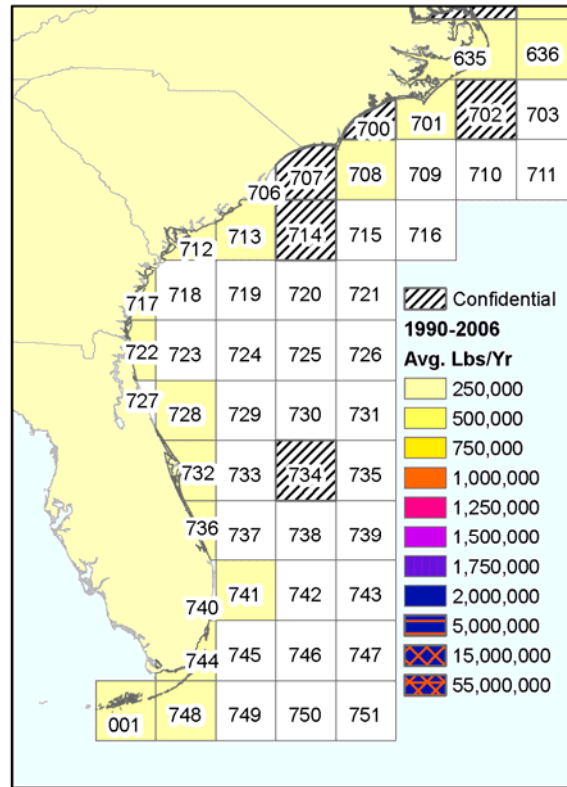 635 636
700 701 702 703
706 707 708 709 710 711
712 713 714 715 716
717 718 719 720 721
722 723 724 725 726
727 728 729 730 731
732 733 734 735
736 737 738 739
740 741 742 743
744 745 746 747
001 748 749 750 751
Confidential
1990-2006
Avg. Lbs/Yr
250,000
500,000
750,000
1,000,000
1,250,000
1,500,000
1,750,000
2,000,000
5,000,000
15,000,000
55,000,000